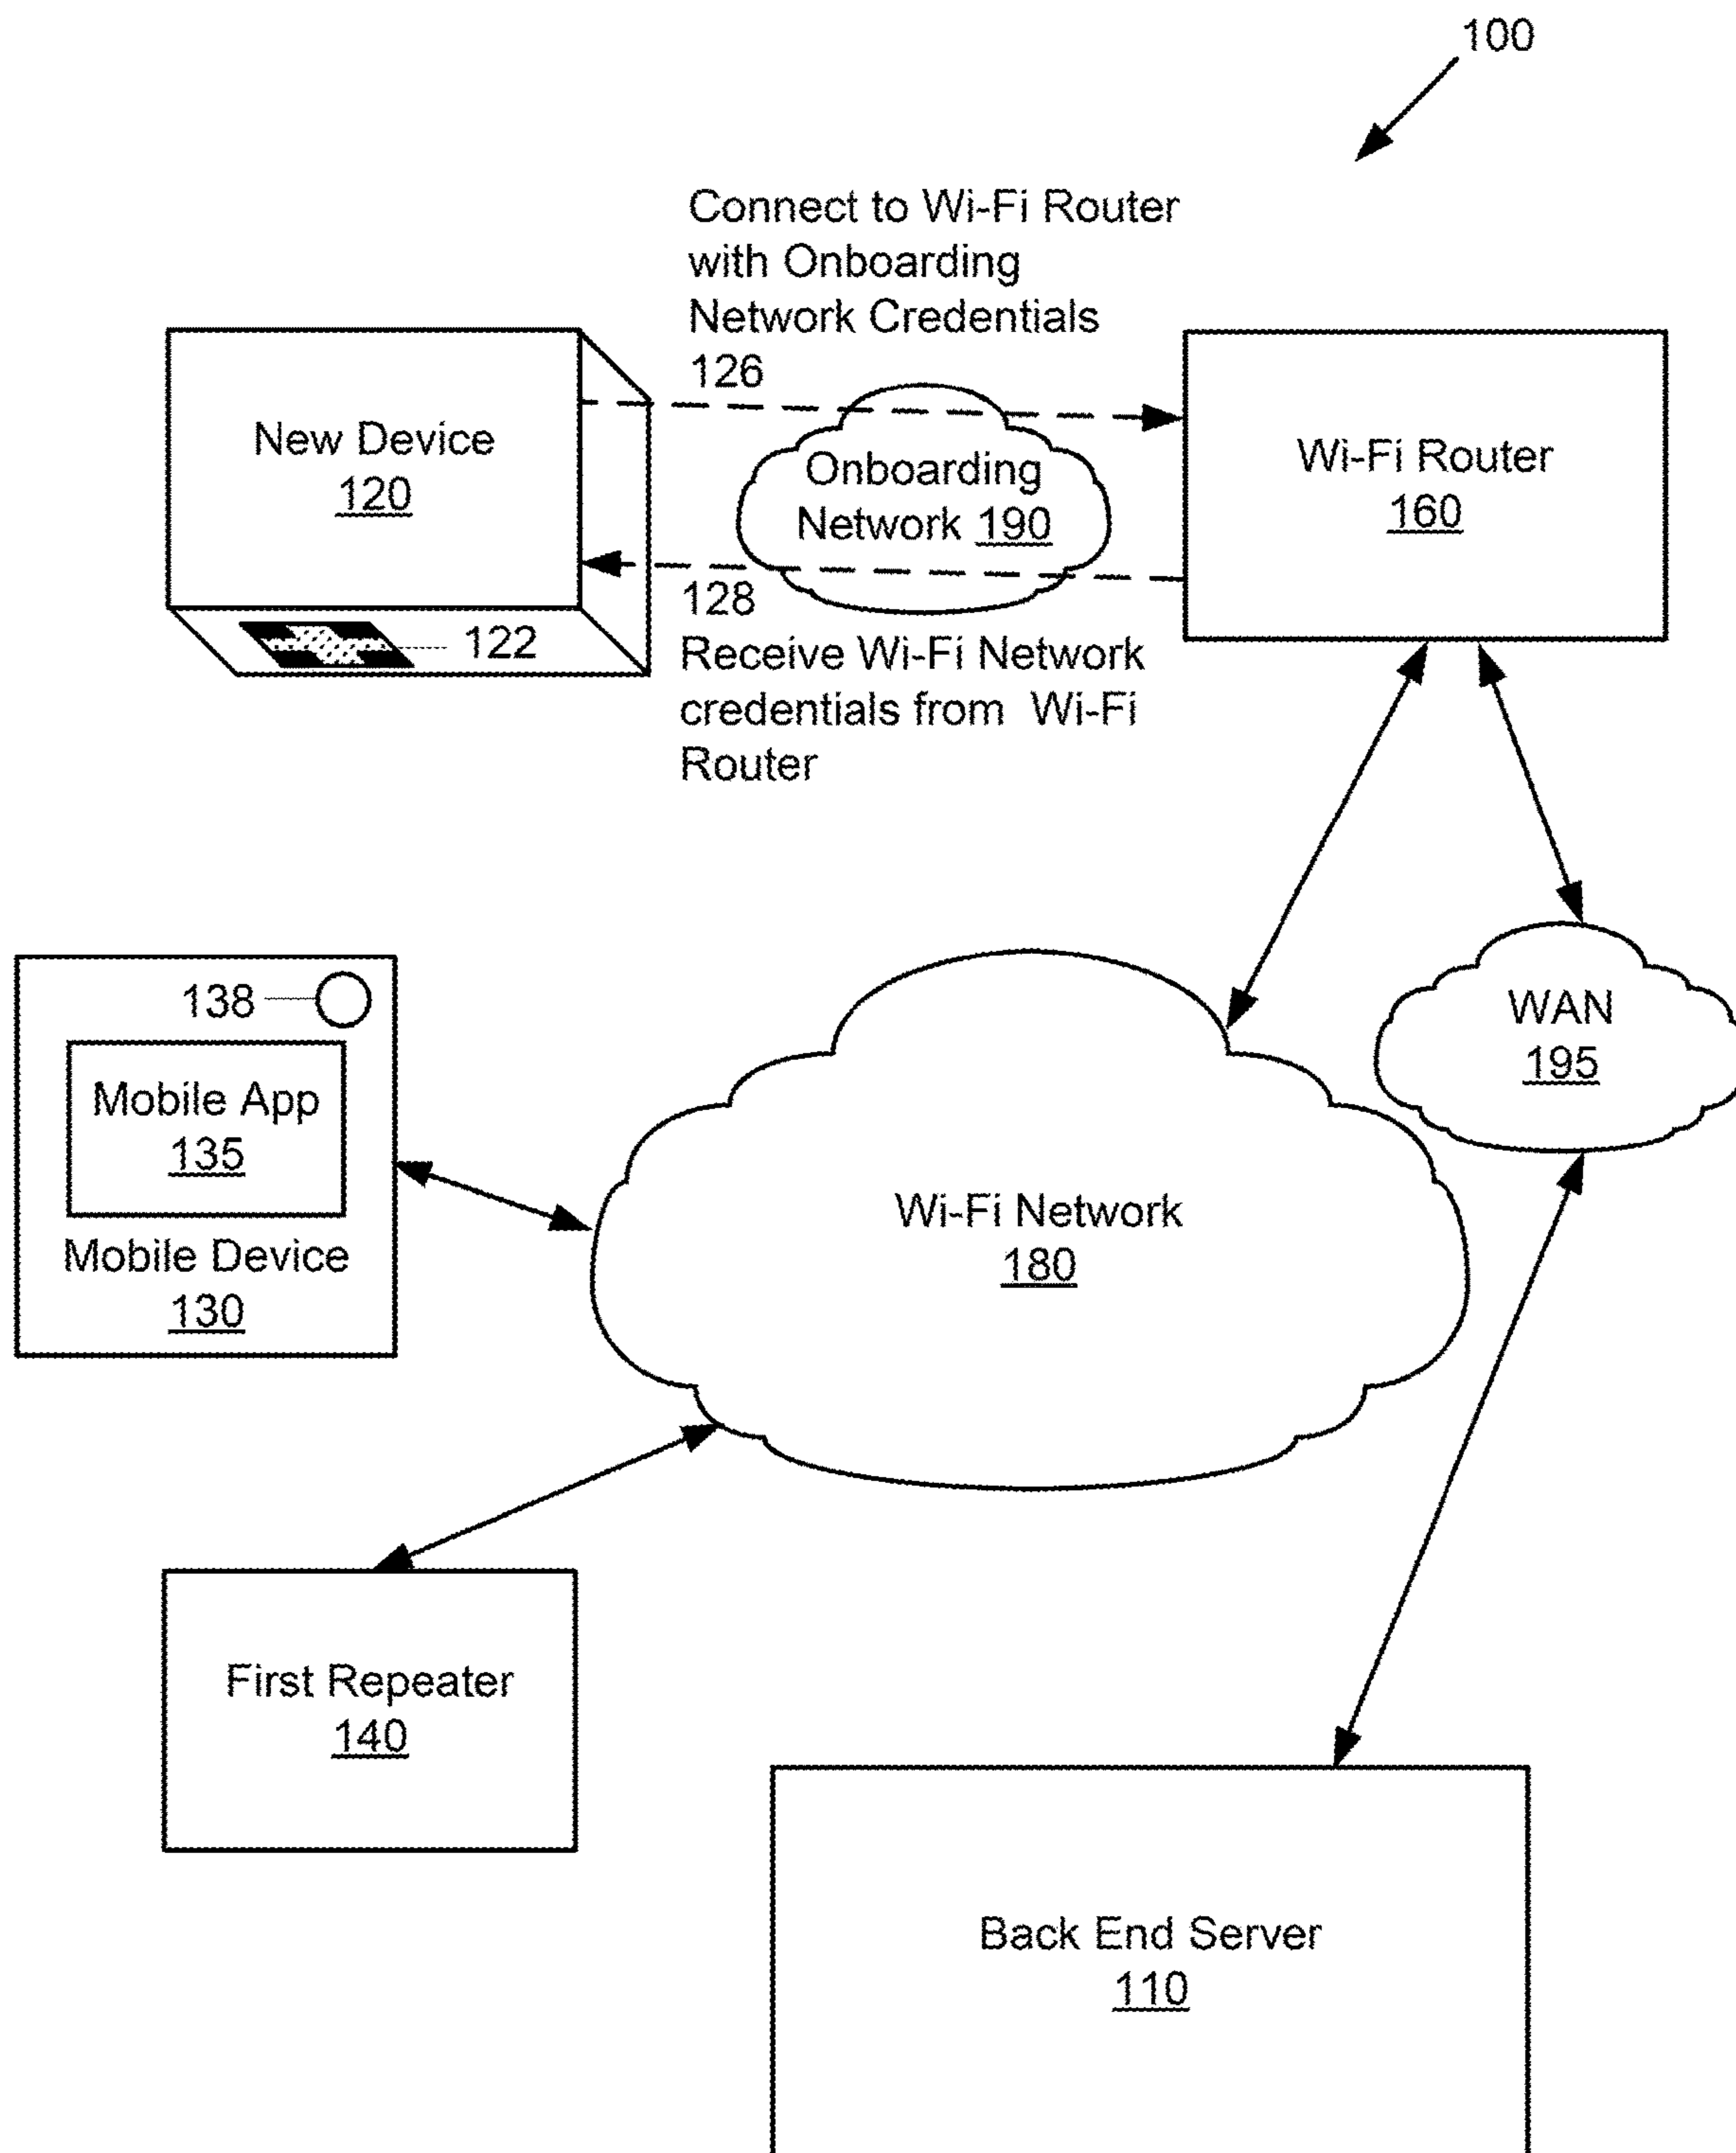 100
Connect to Wi-Fi Router
with Onboarding
Network Credentials
126
New Device
120
Onboarding
Network 190
Wi-Fi Router
160
122
128
Receive Wi-Fi Network
credentials from Wi-Fi
Router
138
Mobile App
135
Mobile Device
130
WAN
195
Wi-Fi Network
180
First Repeater
140
Back End Server
110